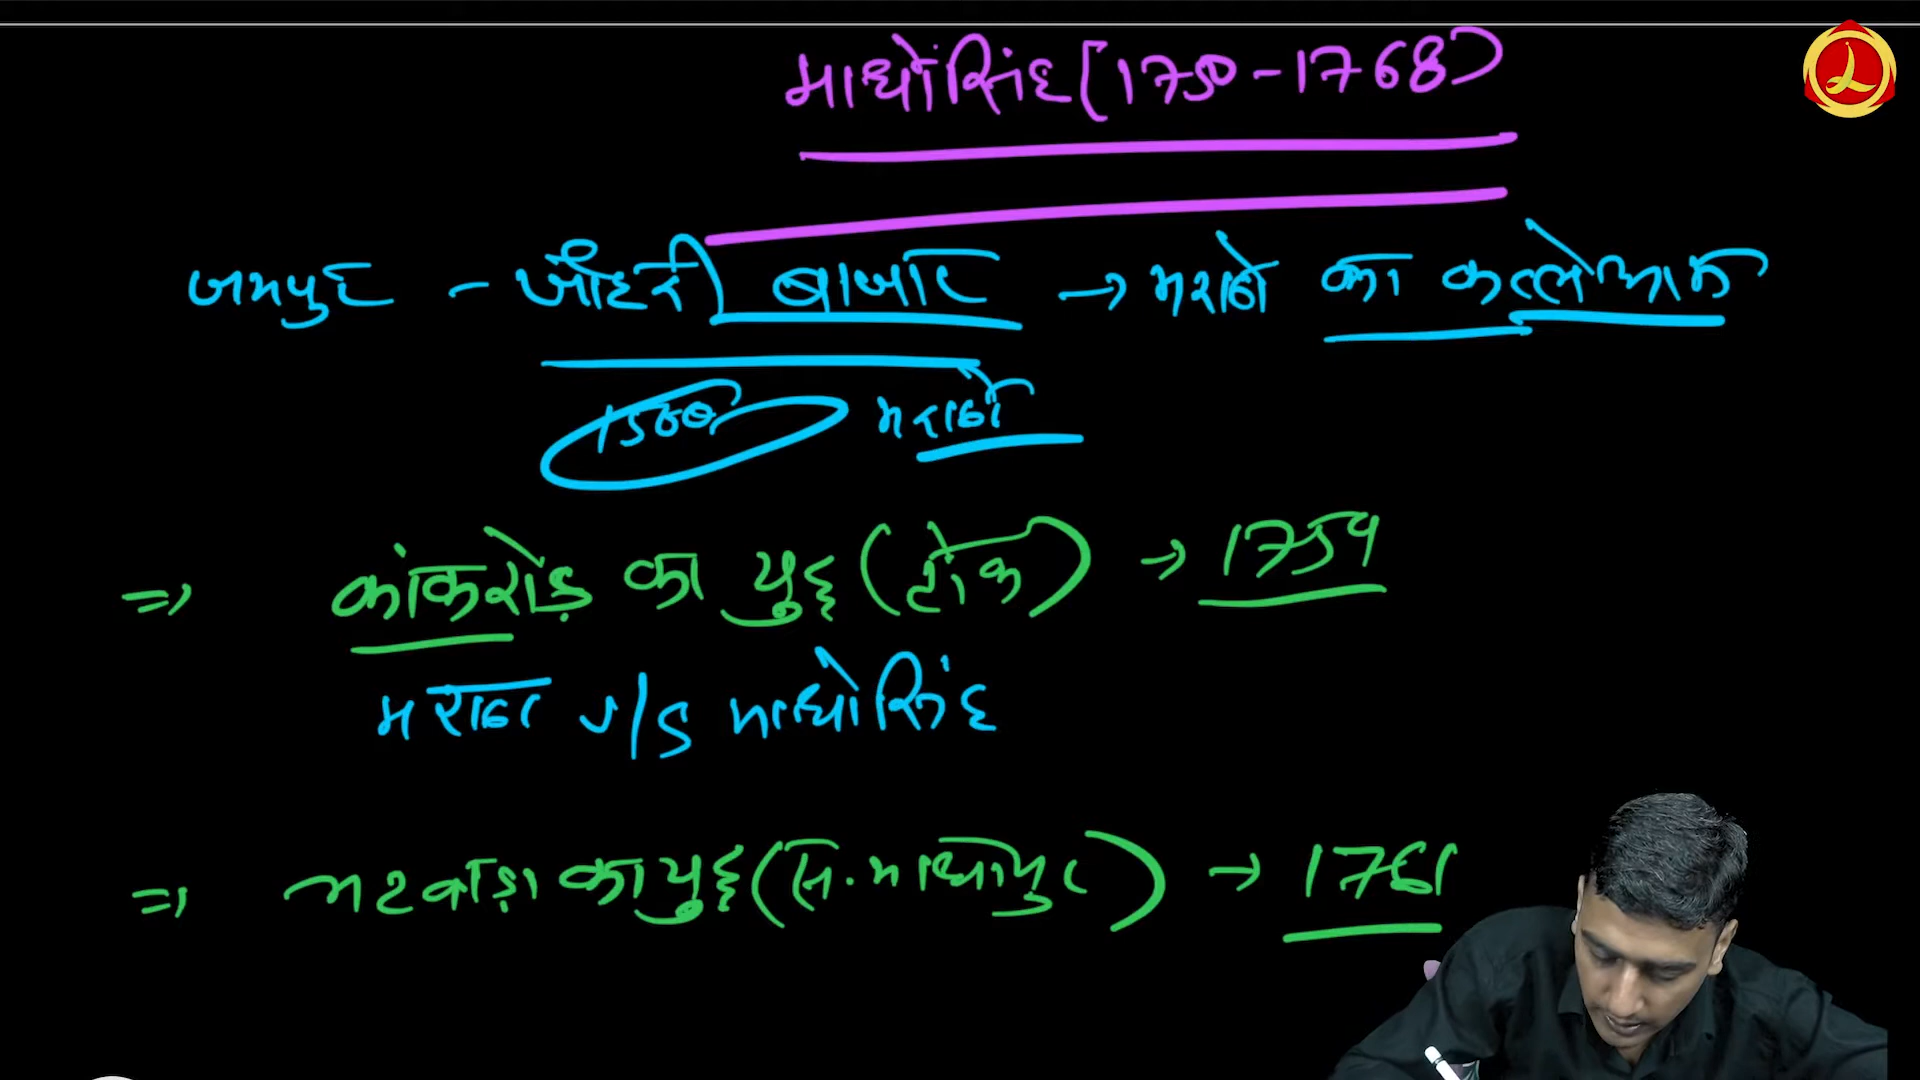 माधोसिंह (1750-1768)
जयपुर - जौहरी बाजार → मराठों का कत्लेआम
1500 मराठों
⇒ कांकरोड़ का युद्ध (टोंक) → 1759
मराठा V/S माधोसिंह
⇒ भटवाड़ा का युद्ध (स. माधोपुर) → 1761